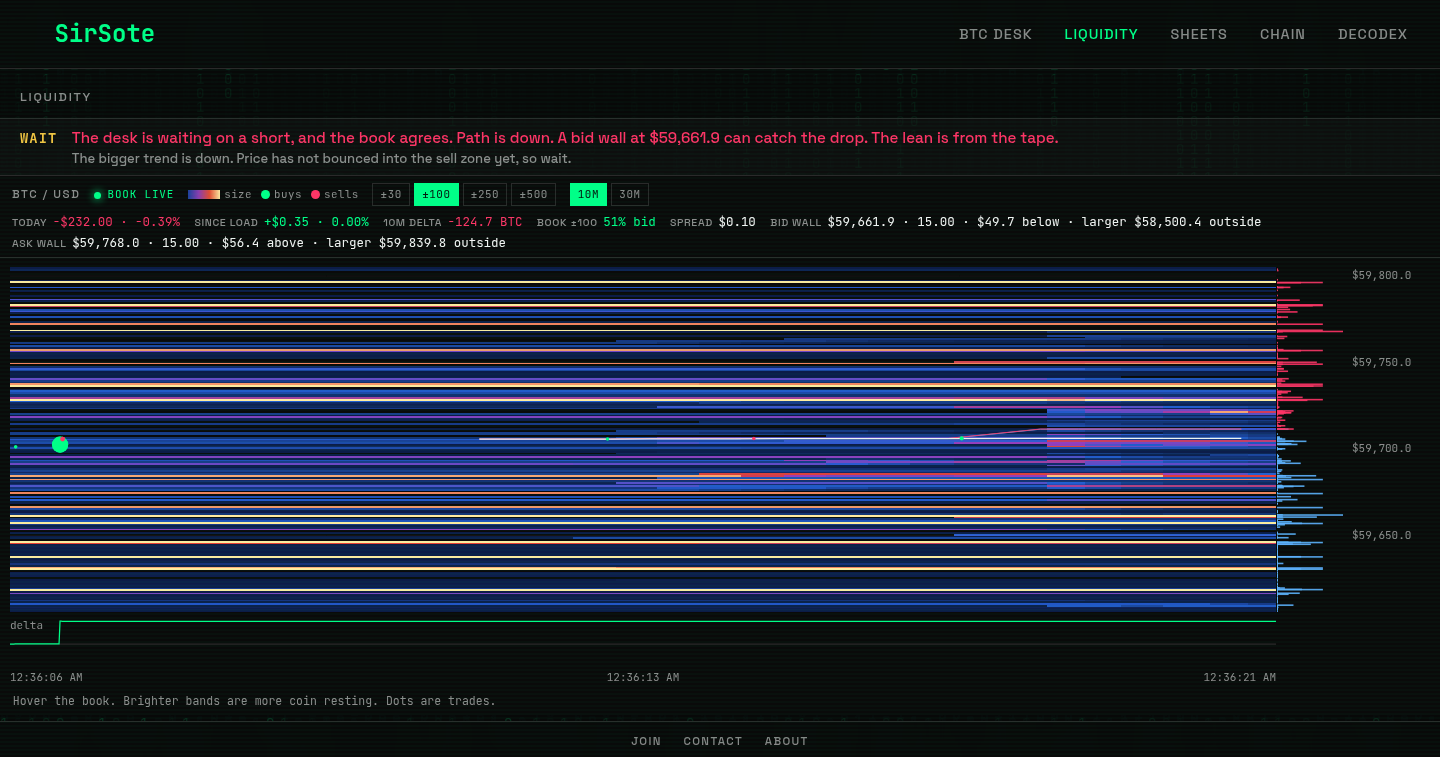 SirSote
BTC DESK LIQUIDITY SHEETS CHAIN DECODEX
LIQUIDITY
WAIT The desk is waiting on a short, and the book agrees. Path is down. A bid wall at $59,661.9 can catch the drop. The lean is from the tape.
The bigger trend is down. Price has not bounced into the sell zone yet, so wait.
BTC / USD BOOK LIVE size buys sells ±30 ±100 ±250 ±500 10M 30M
TODAY -$232.00 · -0.39% SINCE LOAD +$0.35 · 0.00% 10M DELTA -124.7 BTC BOOK ±100 51% bid SPREAD $0.10 BID WALL $59,661.9 · 15.00 · $49.7 below · larger $58,500.4 outside
ASK WALL $59,768.0 · 15.00 · $56.4 above · larger $59,839.8 outside
$59,800.0
$59,750.0
$59,700.0
$59,650.0
delta
12:36:06 AM 12:36:13 AM 12:36:21 AM
Hover the book. Brighter bands are more coin resting. Dots are trades.
JOIN CONTACT ABOUT